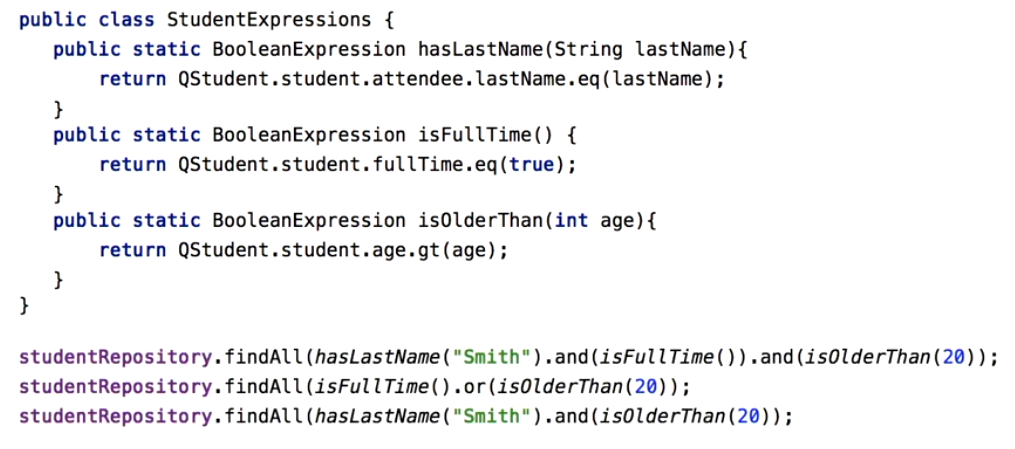 public class StudentExpressions {
public static BooleanExpression hasLastName(String lastName){
return QStudent.student.attendee.lastName.eq(lastName);
}
public static BooleanExpression isFullTime() {
return QStudent.student.fullTime.eq(true);
}
public static BooleanExpression isOlderThan(int age){
return QStudent.student.age.gt(age);
}
}
studentRepository.findAll(hasLastName("Smith").and(isFullTime()).and(isOlderThan(20));
studentRepository.findAll(isFullTime().or(isOlderThan(20));
studentRepository.findAll(hasLastName("Smith").and(isOlderThan(20));